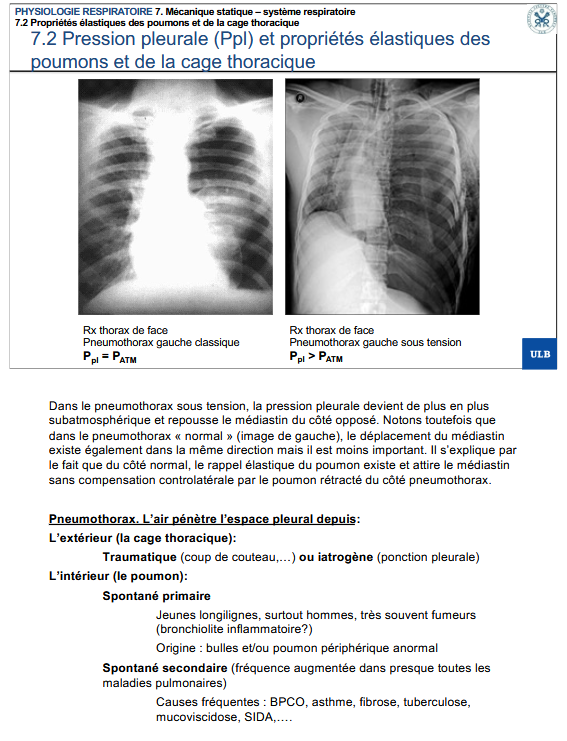 PHYSIOLOGIE RESPIRATOIRE 7. Mécanique statique – système respiratoire
7.2 Propriétés élastiques des poumons et de la cage thoracique
7.2 Pression pleurale (Ppl) et propriétés élastiques des
poumons et de la cage thoracique
Rx thorax de face
Pneumothorax gauche classique
Ppl = PATM
Rx thorax de face
Pneumothorax gauche sous tension
Ppl > PATM
ULB
Dans le pneumothorax sous tension, la pression pleurale devient de plus en plus
subatmosphérique et repousse le médiastin du côté opposé. Notons toutefois que
dans le pneumothorax « normal » (image de gauche), le déplacement du médiastin
existe également dans la même direction mais il est moins important. Il s'explique par
le fait que du côté normal, le rappel élastique du poumon existe et attire le médiastin
sans compensation controlatérale par le poumon rétracté du côté pneumothorax.
Pneumothorax. L'air pénètre l'espace pleural depuis:
L'extérieur (la cage thoracique):
Traumatique (coup de couteau,…) ou iatrogène (ponction pleurale)
L'intérieur (le poumon):
Spontané primaire
Jeunes longilignes, surtout hommes, très souvent fumeurs
(bronchiolite inflammatoire?)
Origine : bulles et/ou poumon périphérique anormal
Spontané secondaire (fréquence augmentée dans presque toutes les
maladies pulmonaires)
Causes fréquentes : BPCO, asthme, fibrose, tuberculose,
mucoviscidose, SIDA,….